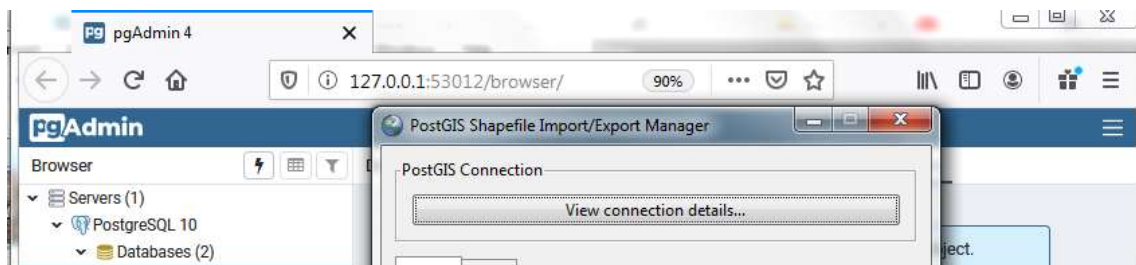 pgAdmin 4
127.0.0.1:53012/browser/ 90%
pgAdmin
PostGIS Shapefile Import/Export Manager
Browser
PostGIS Connection
Servers (1)
View connection details...
PostgreSQL 10
Databases (2)
ject.